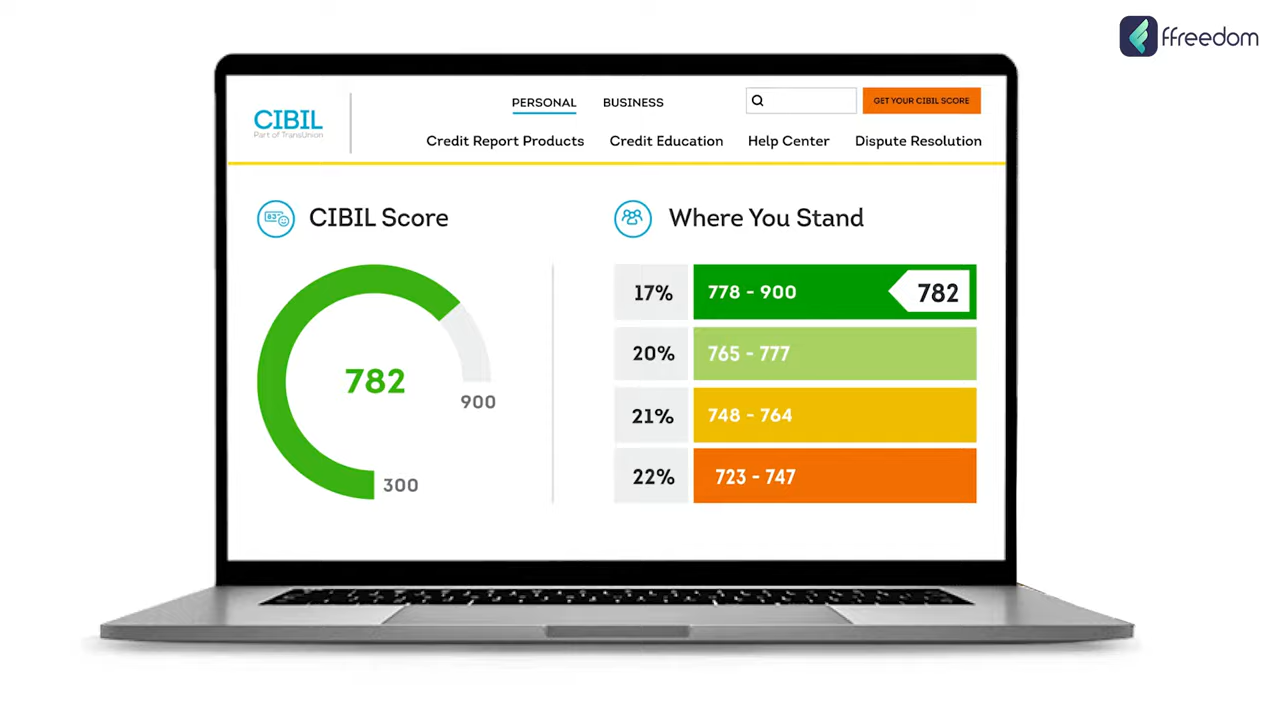 ffreedom
PERSONAL BUSINESS
GET YOUR CIBIL SCORE
CIBIL
Part of TransUnion
Credit Report Products Credit Education Help Center Dispute Resolution
CIBIL Score
782
900
300
Where You Stand
17% 778 - 900 782
20% 765 - 777
21% 748 - 764
22% 723 - 747